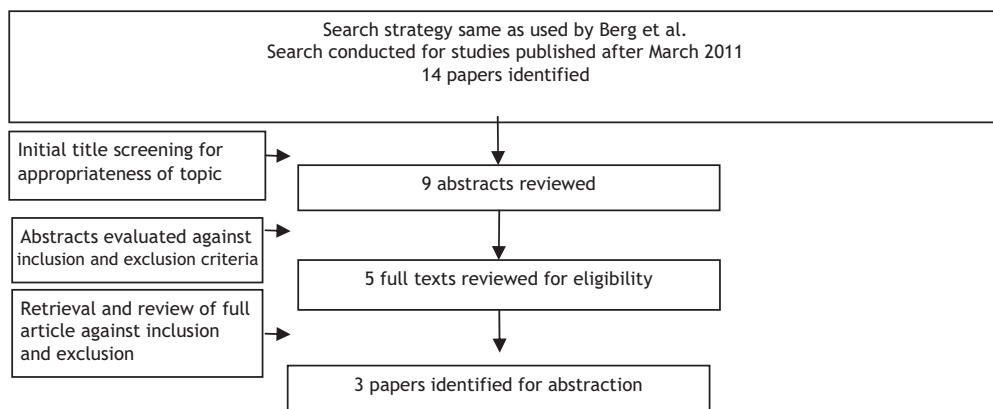 Search strategy same as used by Berg et al.
Search conducted for studies published after March 2011
14 papers identified
Initial title screening for
appropriateness of topic
9 abstracts reviewed
Abstracts evaluated against
inclusion and exclusion criteria
5 full texts reviewed for eligibility
Retrieval and review of full
article against inclusion
and exclusion
3 papers identified for abstraction